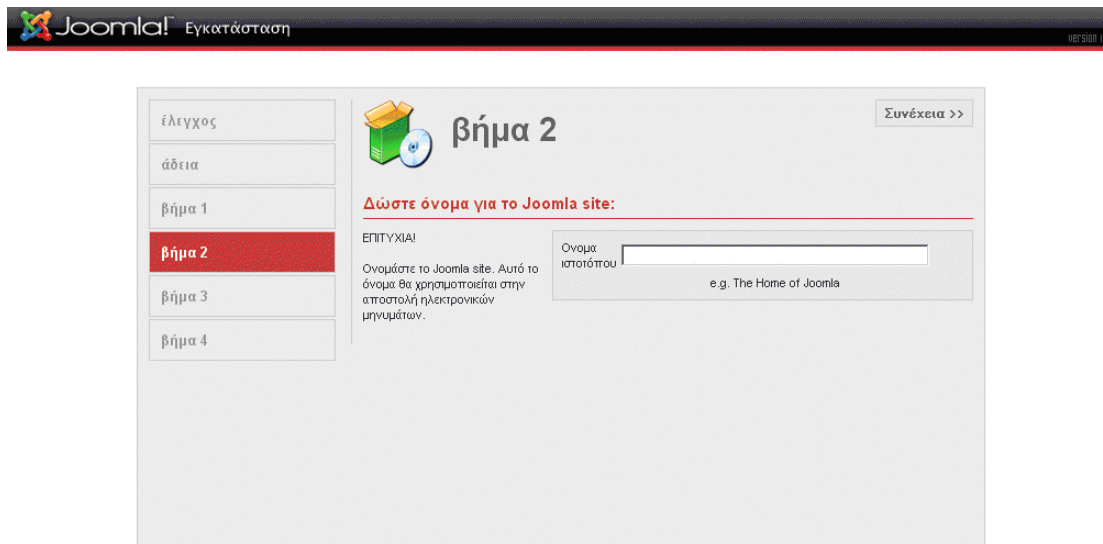 Joomla! Εγκατάσταση
version
έλεγχος
άδεια
βήμα 1
βήμα 2
βήμα 3
βήμα 4
βήμα 2
Συνέχεια >>
Δώστε όνομα για το Joomla site:
ΕΠΙΤΥΧΙΑ!
Ονομάστε το Joomla site. Αυτό το
όνομα θα χρησιμοποιείται στην
αποστολή ηλεκτρονικών
μηνυμάτων.
Ονομα
ιστοτόπου
e.g. The Home of Joomla